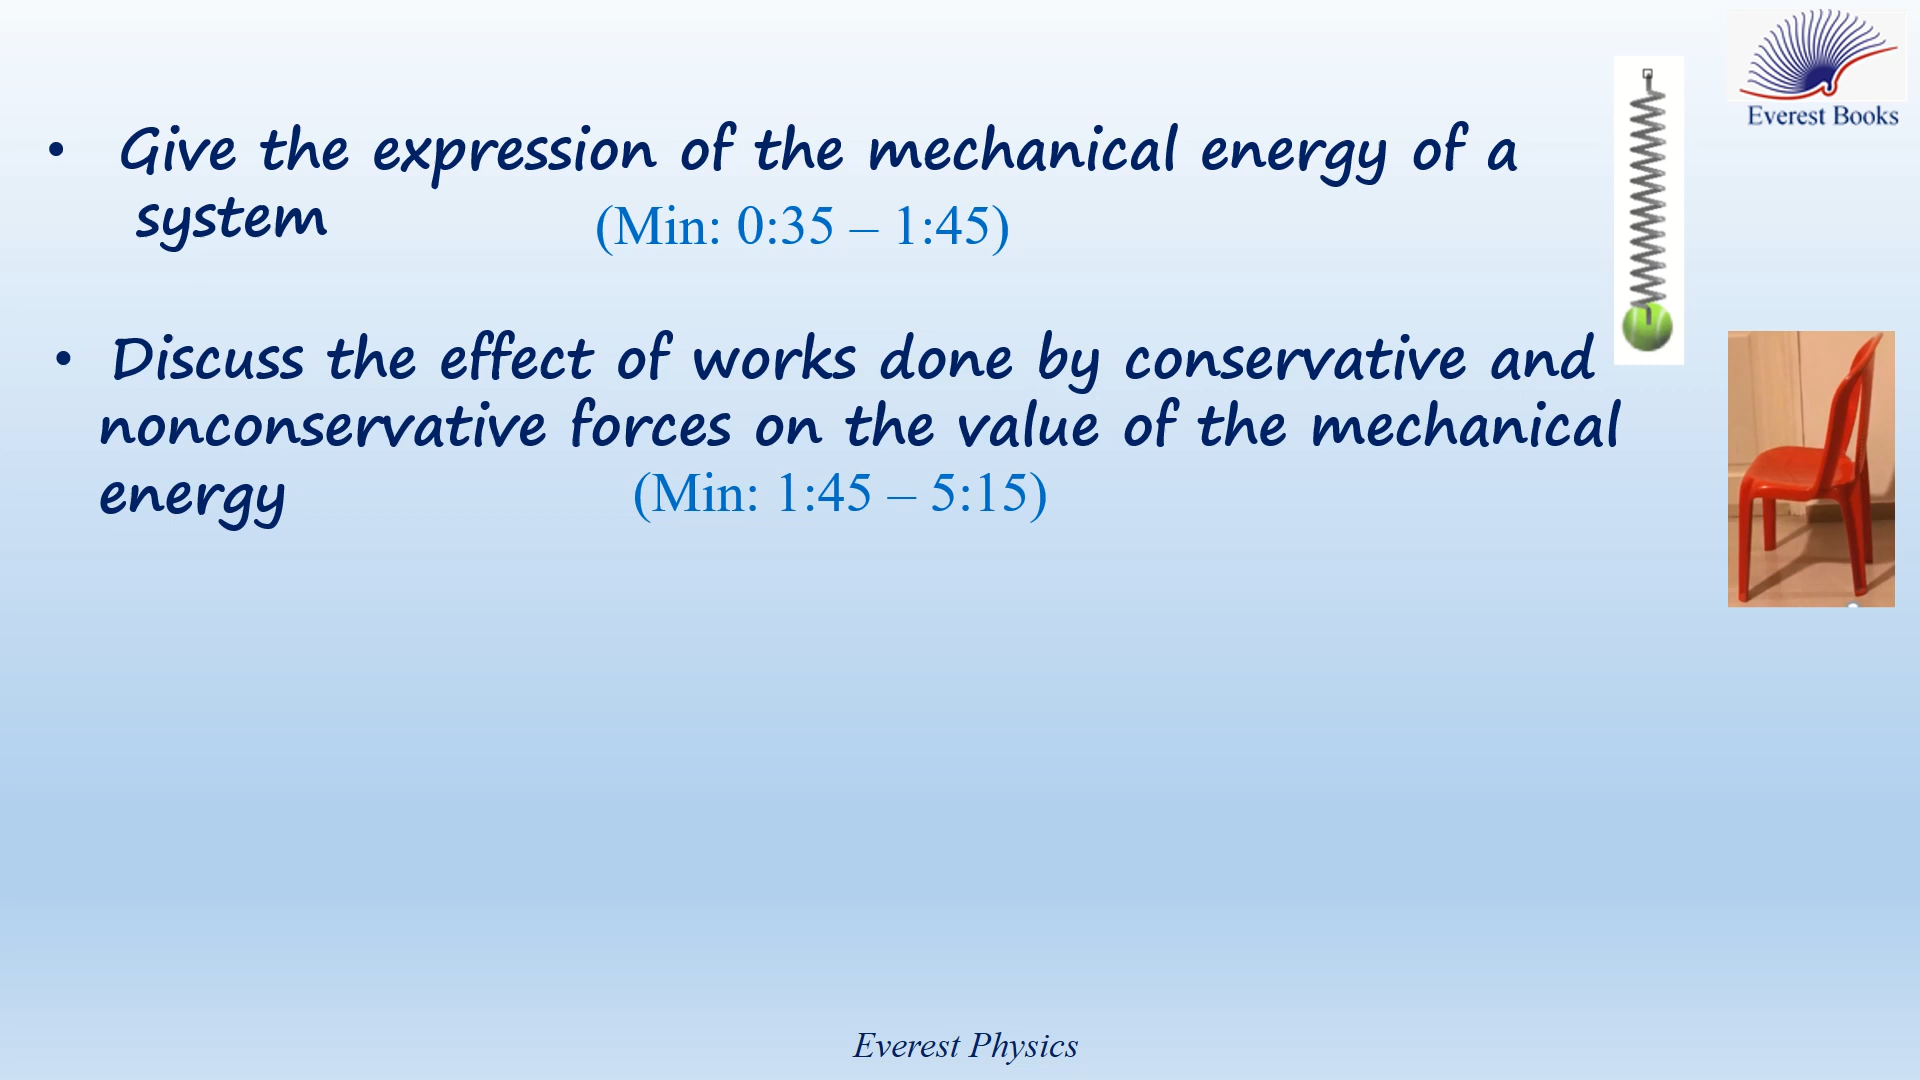 Everest Books
• Give the expression of the mechanical energy of a
system (Min: 0:35 – 1:45)
• Discuss the effect of works done by conservative and
nonconservative forces on the value of the mechanical
energy (Min: 1:45 – 5:15)
Everest Physics